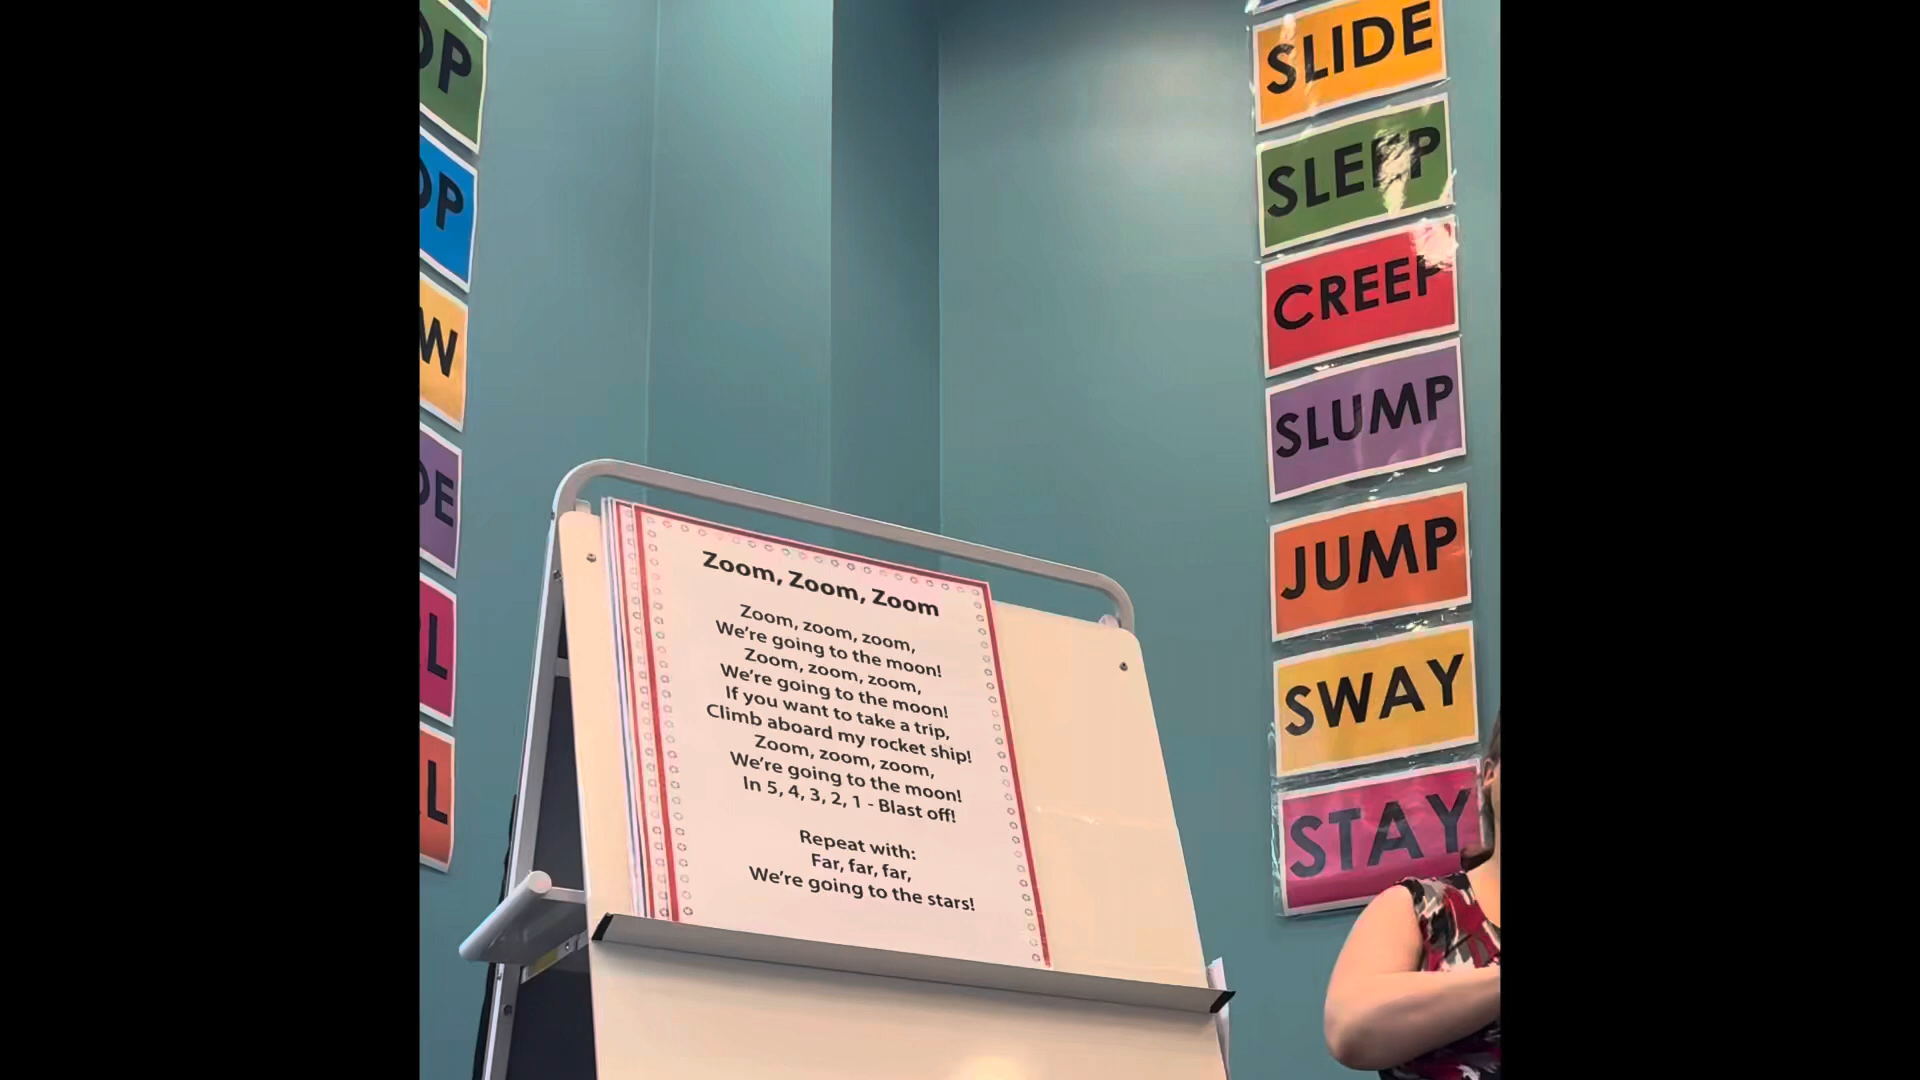 SLIDE
SLEEP
CREEP
SLUMP
JUMP
SWAY
STAY
Zoom, Zoom, Zoom
Zoom, zoom, zoom,
We're going to the moon!
Zoom, zoom, zoom,
We're going to the moon!
If you want to take a trip,
Climb aboard my rocket ship!
Zoom, zoom, zoom,
We're going to the moon!
In 5, 4, 3, 2, 1 - Blast off!
Repeat with:
Far, far, far,
We're going to the stars!